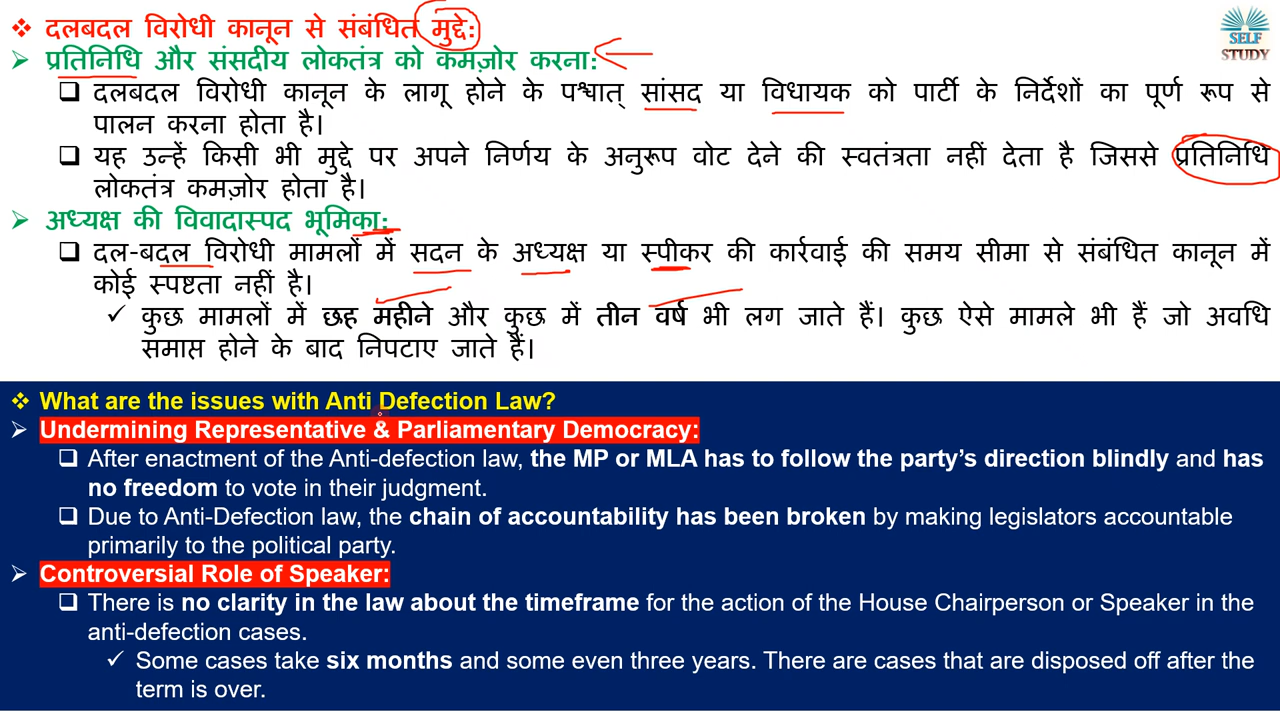 ❖ दलबदल विरोधी कानून से संबंधित मुद्दे:
SELF
STUDY
➢ प्रतिनिधि और संसदीय लोकतंत्र को कमज़ोर करना:
❑ दलबदल विरोधी कानून के लागू होने के पश्चात् सांसद या विधायक को पार्टी के निर्देशों का पूर्ण रूप से
पालन करना होता है।
❑ यह उन्हें किसी भी मुद्दे पर अपने निर्णय के अनुरूप वोट देने की स्वतंत्रता नहीं देता है जिससे प्रतिनिधि
लोकतंत्र कमज़ोर होता है।
➢ अध्यक्ष की विवादास्पद भूमिका:
❑ दल-बदल विरोधी मामलों में सदन के अध्यक्ष या स्पीकर की कार्रवाई की समय सीमा से संबंधित कानून में
कोई स्पष्टता नहीं है।
✓ कुछ मामलों में छह महीने और कुछ में तीन वर्ष भी लग जाते हैं। कुछ ऐसे मामले भी हैं जो अवधि
समाप्त होने के बाद निपटाए जाते हैं।
❖ What are the issues with Anti Defection Law?
➢ Undermining Representative & Parliamentary Democracy:
❑ After enactment of the Anti-defection law, the MP or MLA has to follow the party's direction blindly and has
no freedom to vote in their judgment.
❑ Due to Anti-Defection law, the chain of accountability has been broken by making legislators accountable
primarily to the political party.
➢ Controversial Role of Speaker:
❑ There is no clarity in the law about the timeframe for the action of the House Chairperson or Speaker in the
anti-defection cases.
✓ Some cases take six months and some even three years. There are cases that are disposed off after the
term is over.